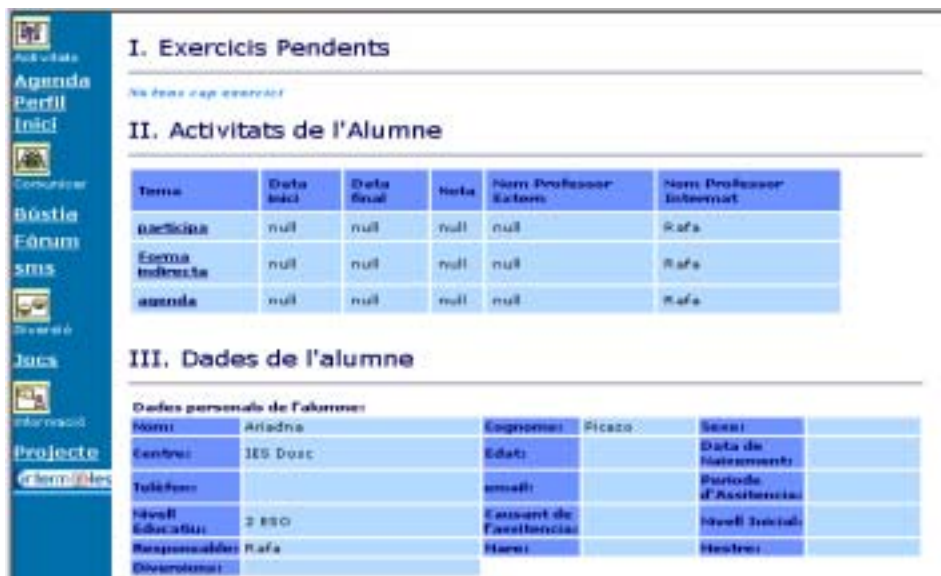 Activitats
Agenda
Perfil
Inici
Comunicar
Bústia
Fòrum
sms
Diversió
Jocs
Informació
Projecte
I. Exercicis Pendents
No tens cap exercici
II. Activitats de l'Alumne
Tema Data inici Data final Nota Nom Professor Extern Nom Professor Internat
participa null null null null Rafa
Forma indirecta null null null null Rafa
agenda null null null null Rafa
III. Dades de l'alumne
Dades personals de l'alumne:
Nom: Ariadna Cognoms: Picazo Sexe:
Centre: IES Dosc Edat: Data de Naixement:
Telèfon: email: Periode d'Assitencia:
Nivell Educatiu: 2 ESO Causant de l'assitencia: Nivell Inicial:
Responsable: Rafa Mare: Mestre:
Diversions: